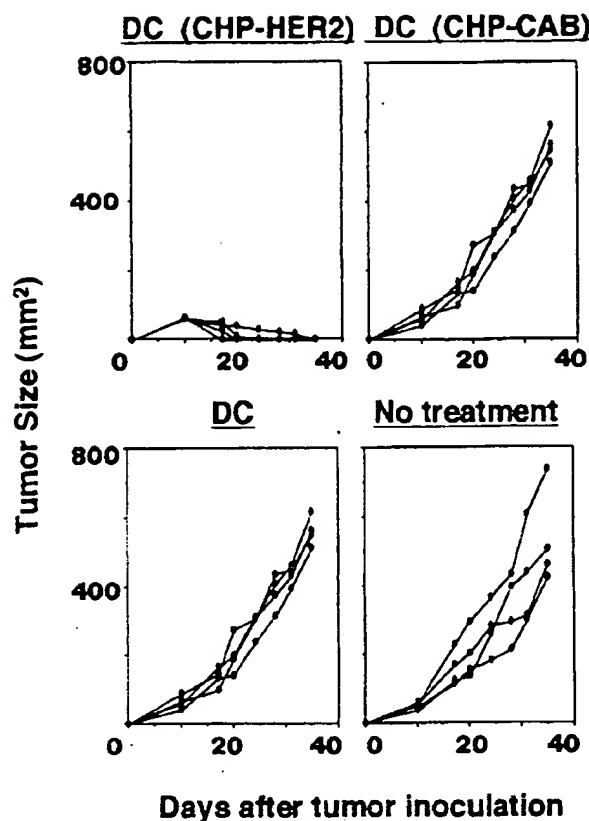 DC (CHP-HER2) DC (CHP-CAB)
800
400
0 20 40 0 20 40
DC No treatment
800
400
0 20 40 0 20 40
Tumor Size (mm²)
Days after tumor inoculation